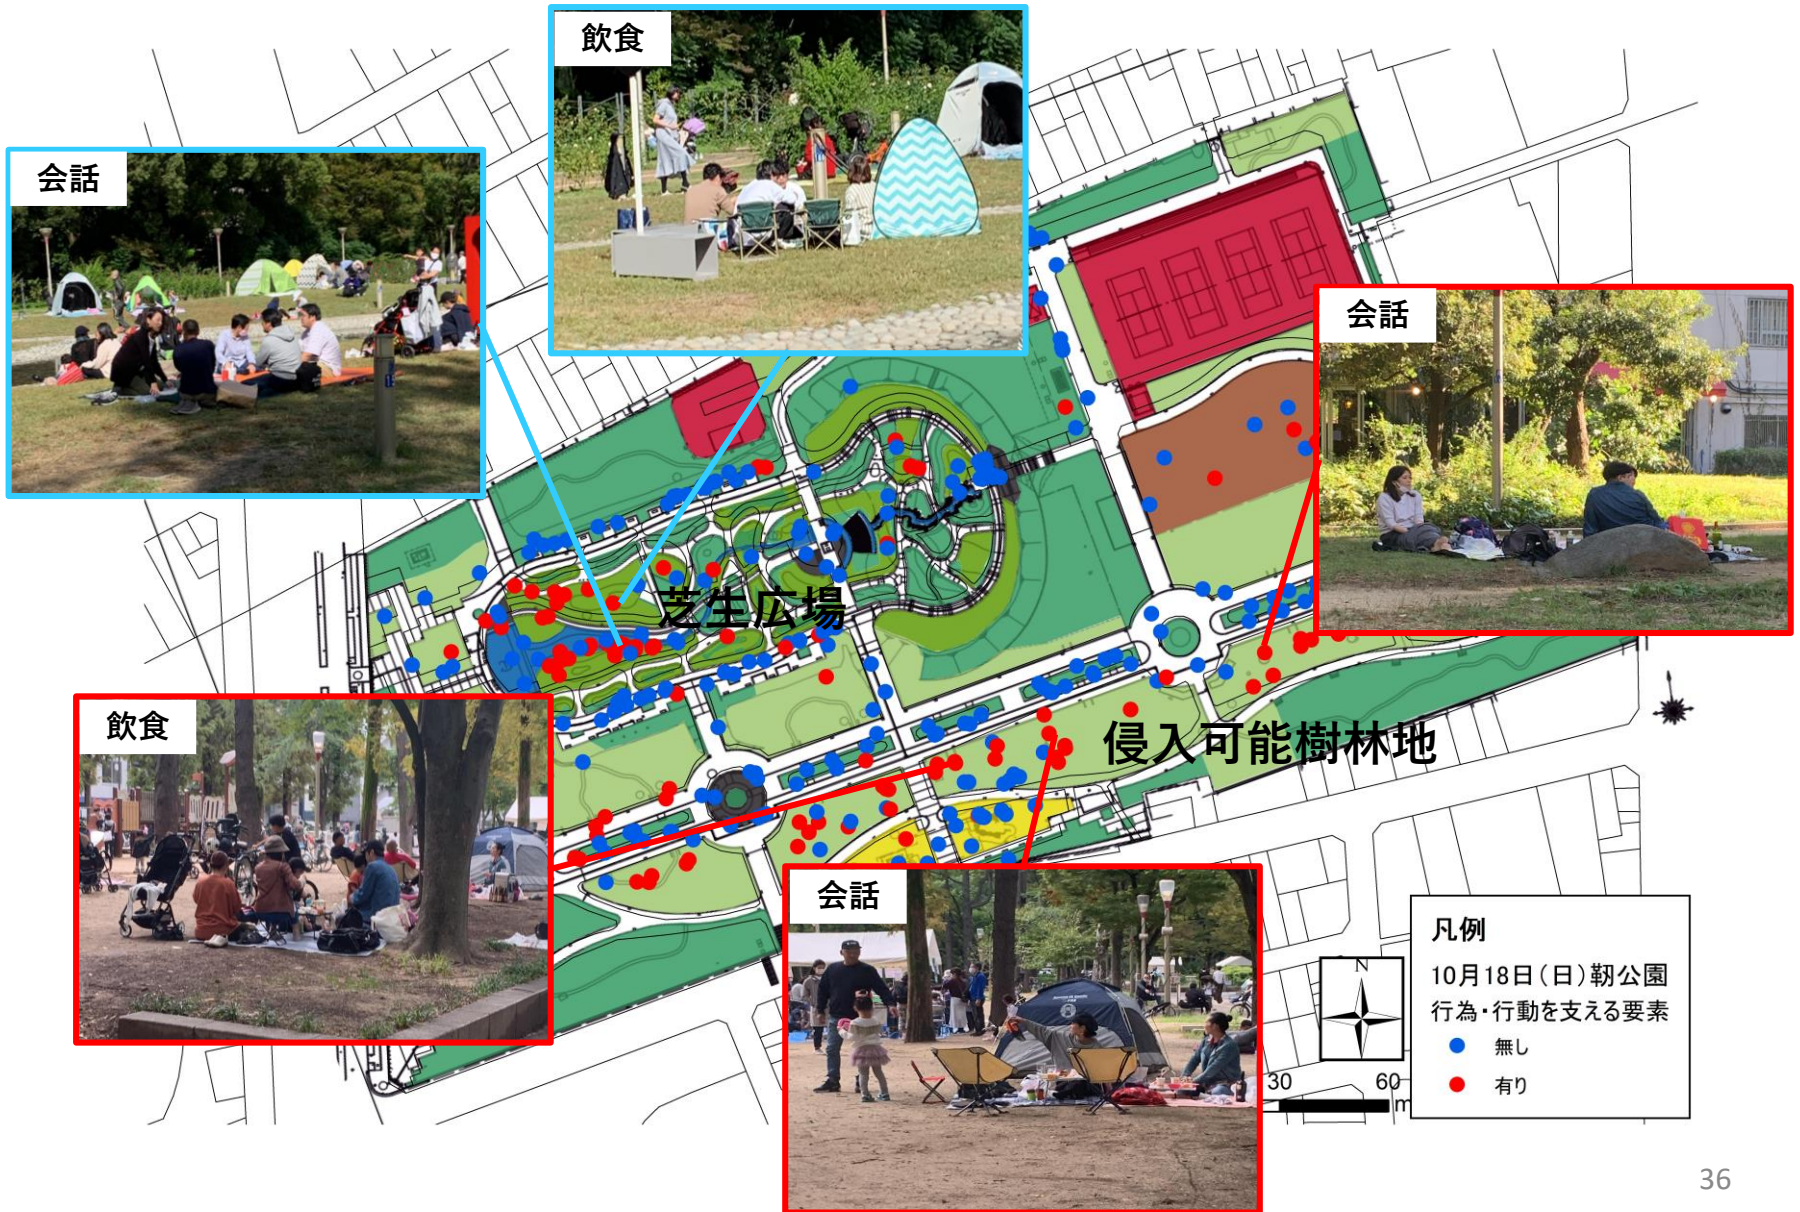 飲食
会話
会話
芝生広場
侵入可能樹林地
飲食
会話
凡例
10月18日(日)靭公園
行為・行動を支える要素
無し
有り
N
30 60
m
36